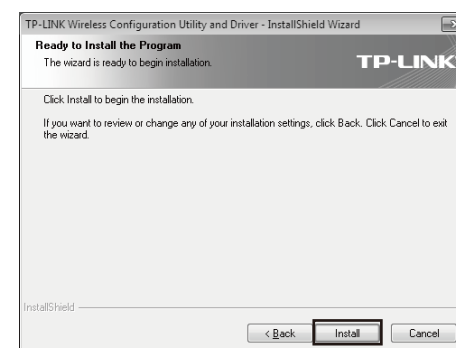 TP-LINK Wireless Configuration Utility and Driver - InstallShield Wizard
Ready to Install the Program
The wizard is ready to begin installation.
TP-LINK
Click Install to begin the installation.
If you want to review or change any of your installation settings, click Back. Click Cancel to exit
the wizard.
InstallShield
< Back
Install
Cancel